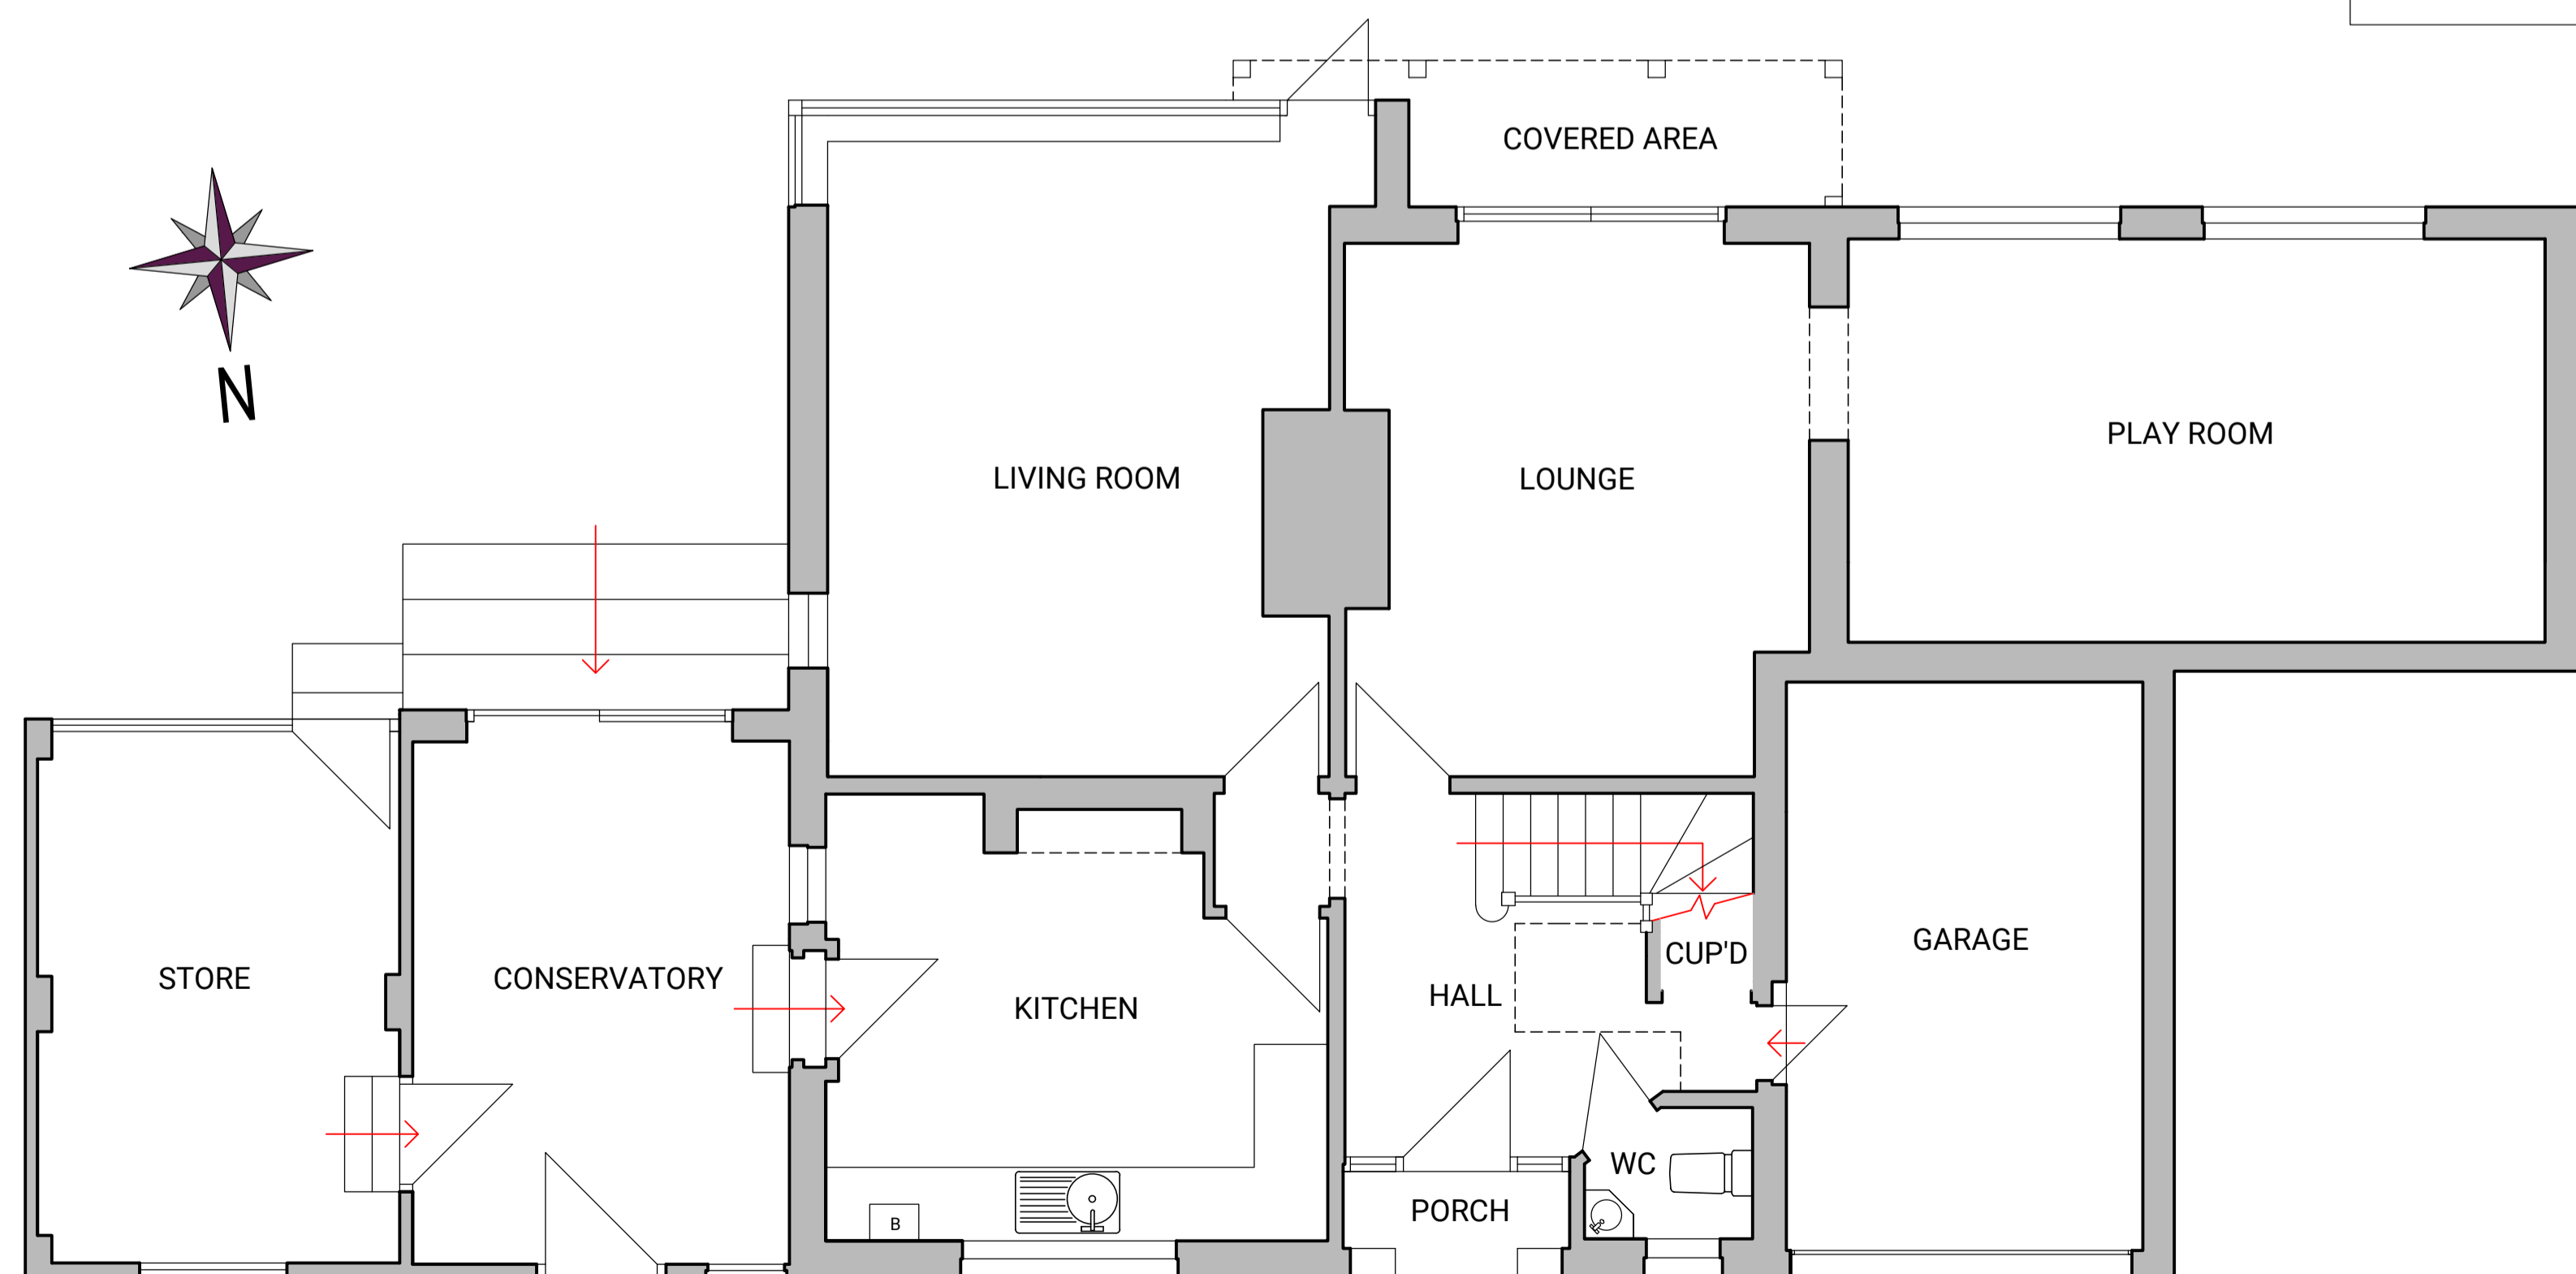 COVERED AREA
N
LIVING ROOM
LOUNGE
PLAY ROOM
STORE
CONSERVATORY
KITCHEN
HALL
CUP'D
GARAGE
WC
PORCH
B